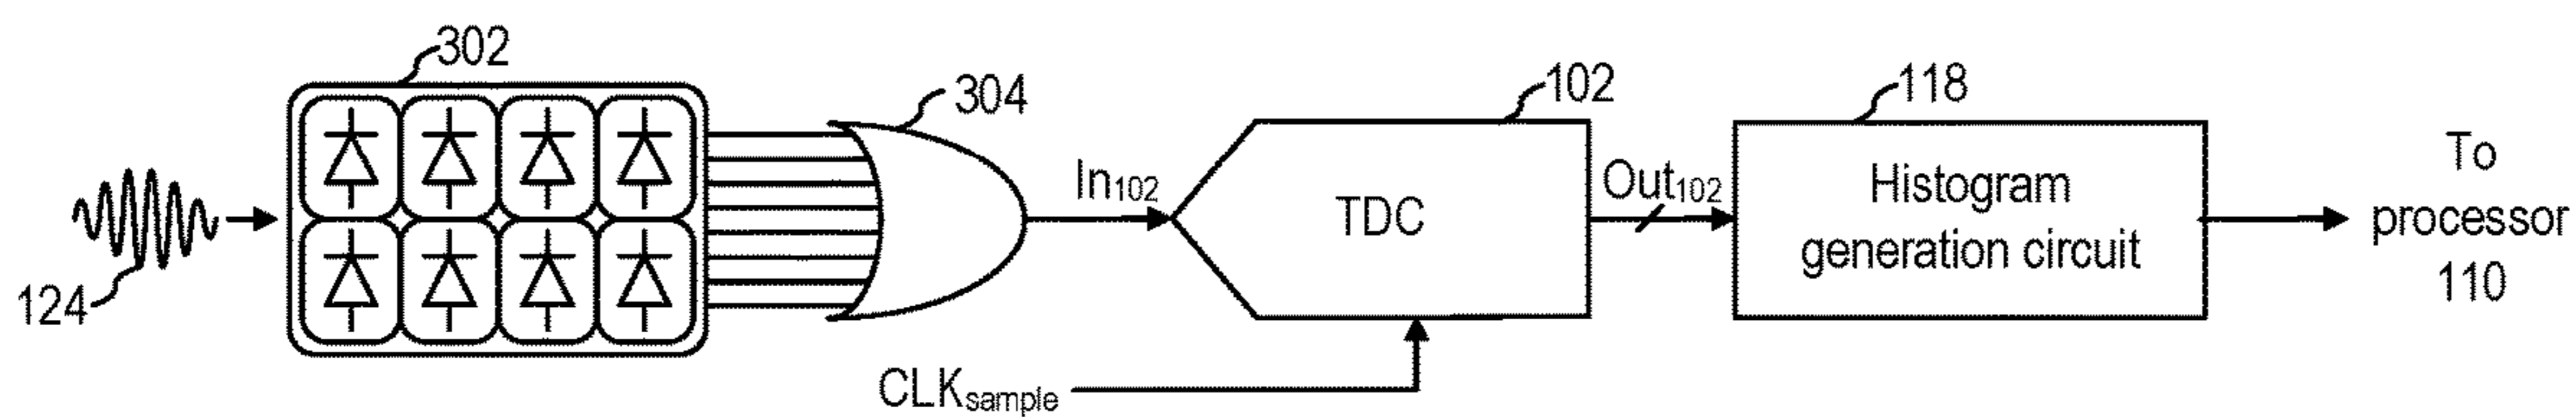 302
304
102
118
124
In102
TDC
Out102
Histogram
generation circuit
To
processor
110
CLKsample